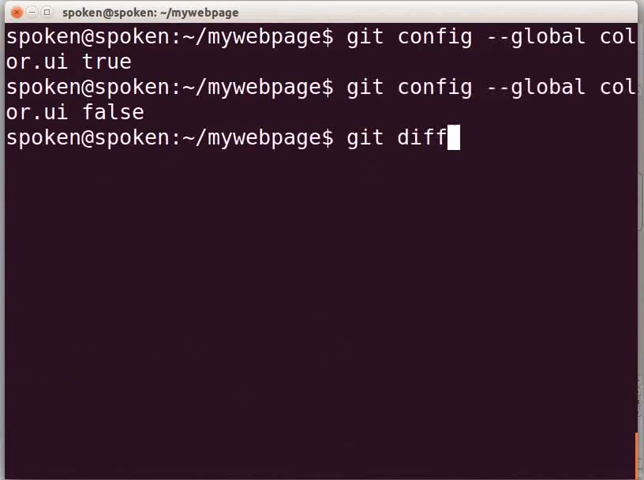 spoken@spoken: ~/mywebpage
spoken@spoken:~/mywebpage$ git config --global col
or.ui true
spoken@spoken:~/mywebpage$ git config --global col
or.ui false
spoken@spoken:~/mywebpage$ git diff